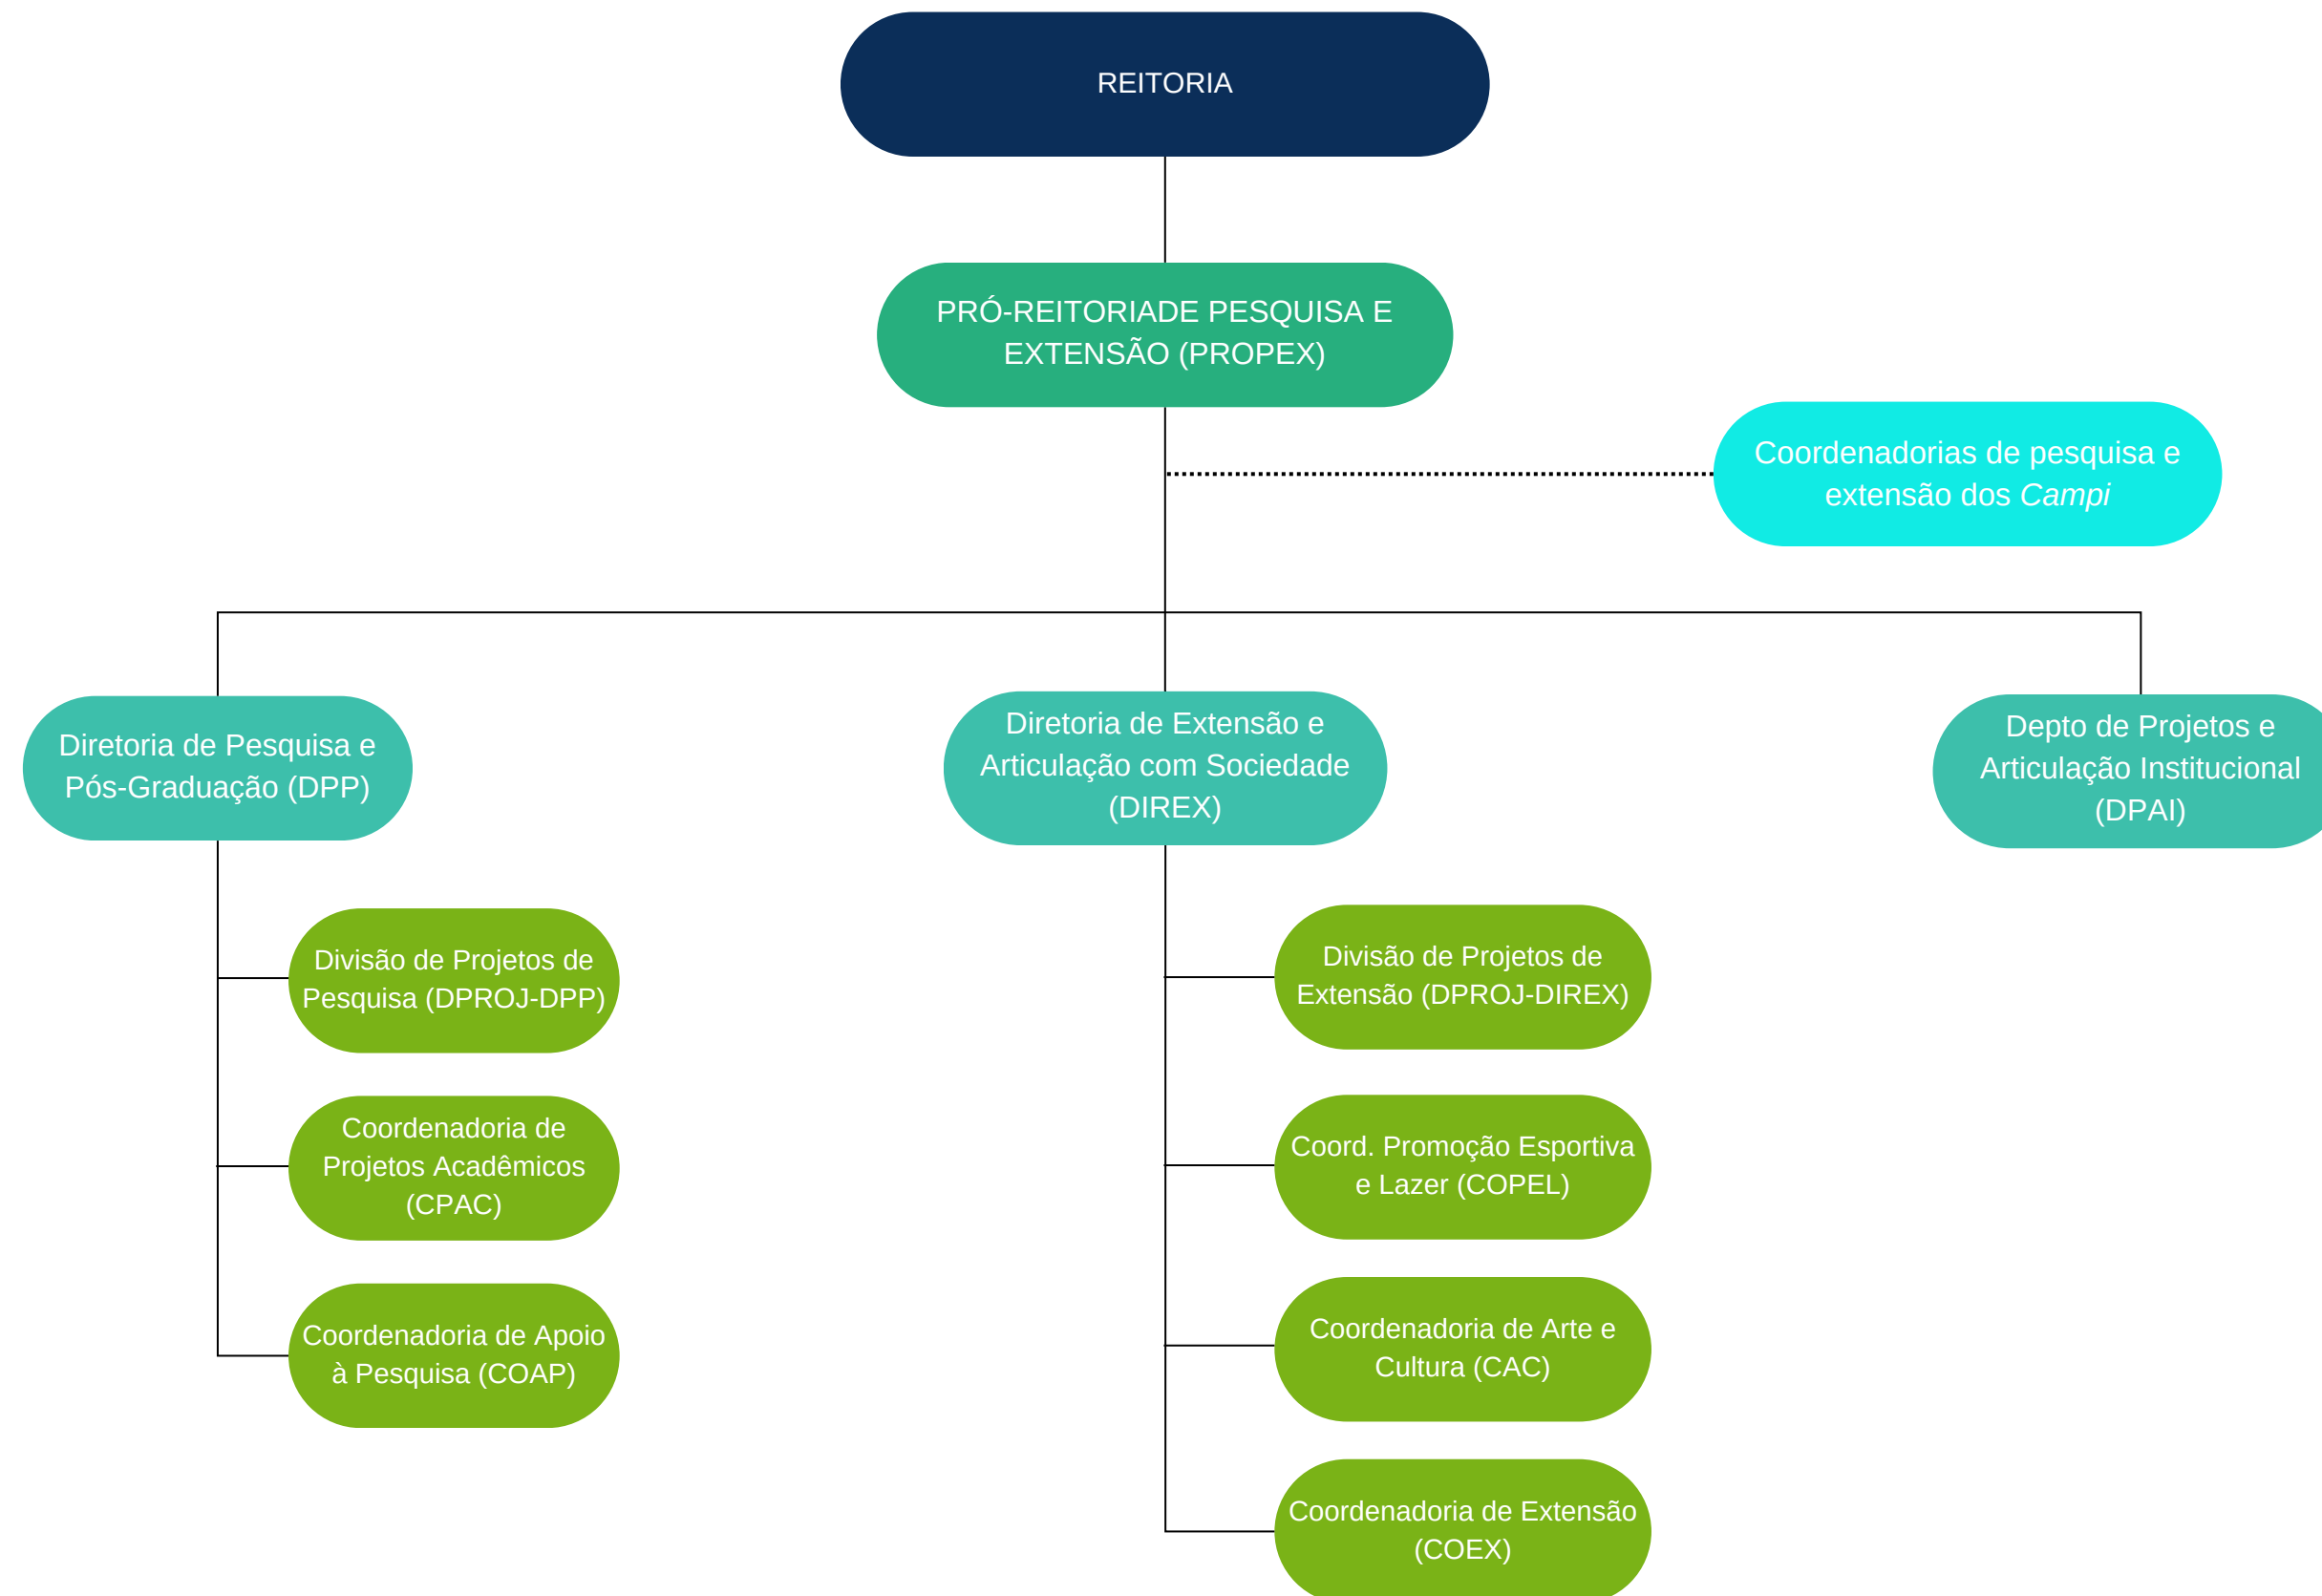 REITORIA
PRÓ-REITORIADE PESQUISA E
EXTENSÃO (PROPEX)
Coordenadorias de pesquisa e
extensão dos Campi
Diretoria de Pesquisa e
Pós-Graduação (DPP)
Diretoria de Extensão e
Articulação com Sociedade
(DIREX)
Depto de Projetos e
Articulação Institucional
(DPAI)
Divisão de Projetos de
Pesquisa (DPROJ-DPP)
Coordenadoria de
Projetos Acadêmicos
(CPAC)
Coordenadoria de Apoio
à Pesquisa (COAP)
Divisão de Projetos de
Extensão (DPROJ-DIREX)
Coord. Promoção Esportiva
e Lazer (COPEL)
Coordenadoria de Arte e
Cultura (CAC)
Coordenadoria de Extensão
(COEX)